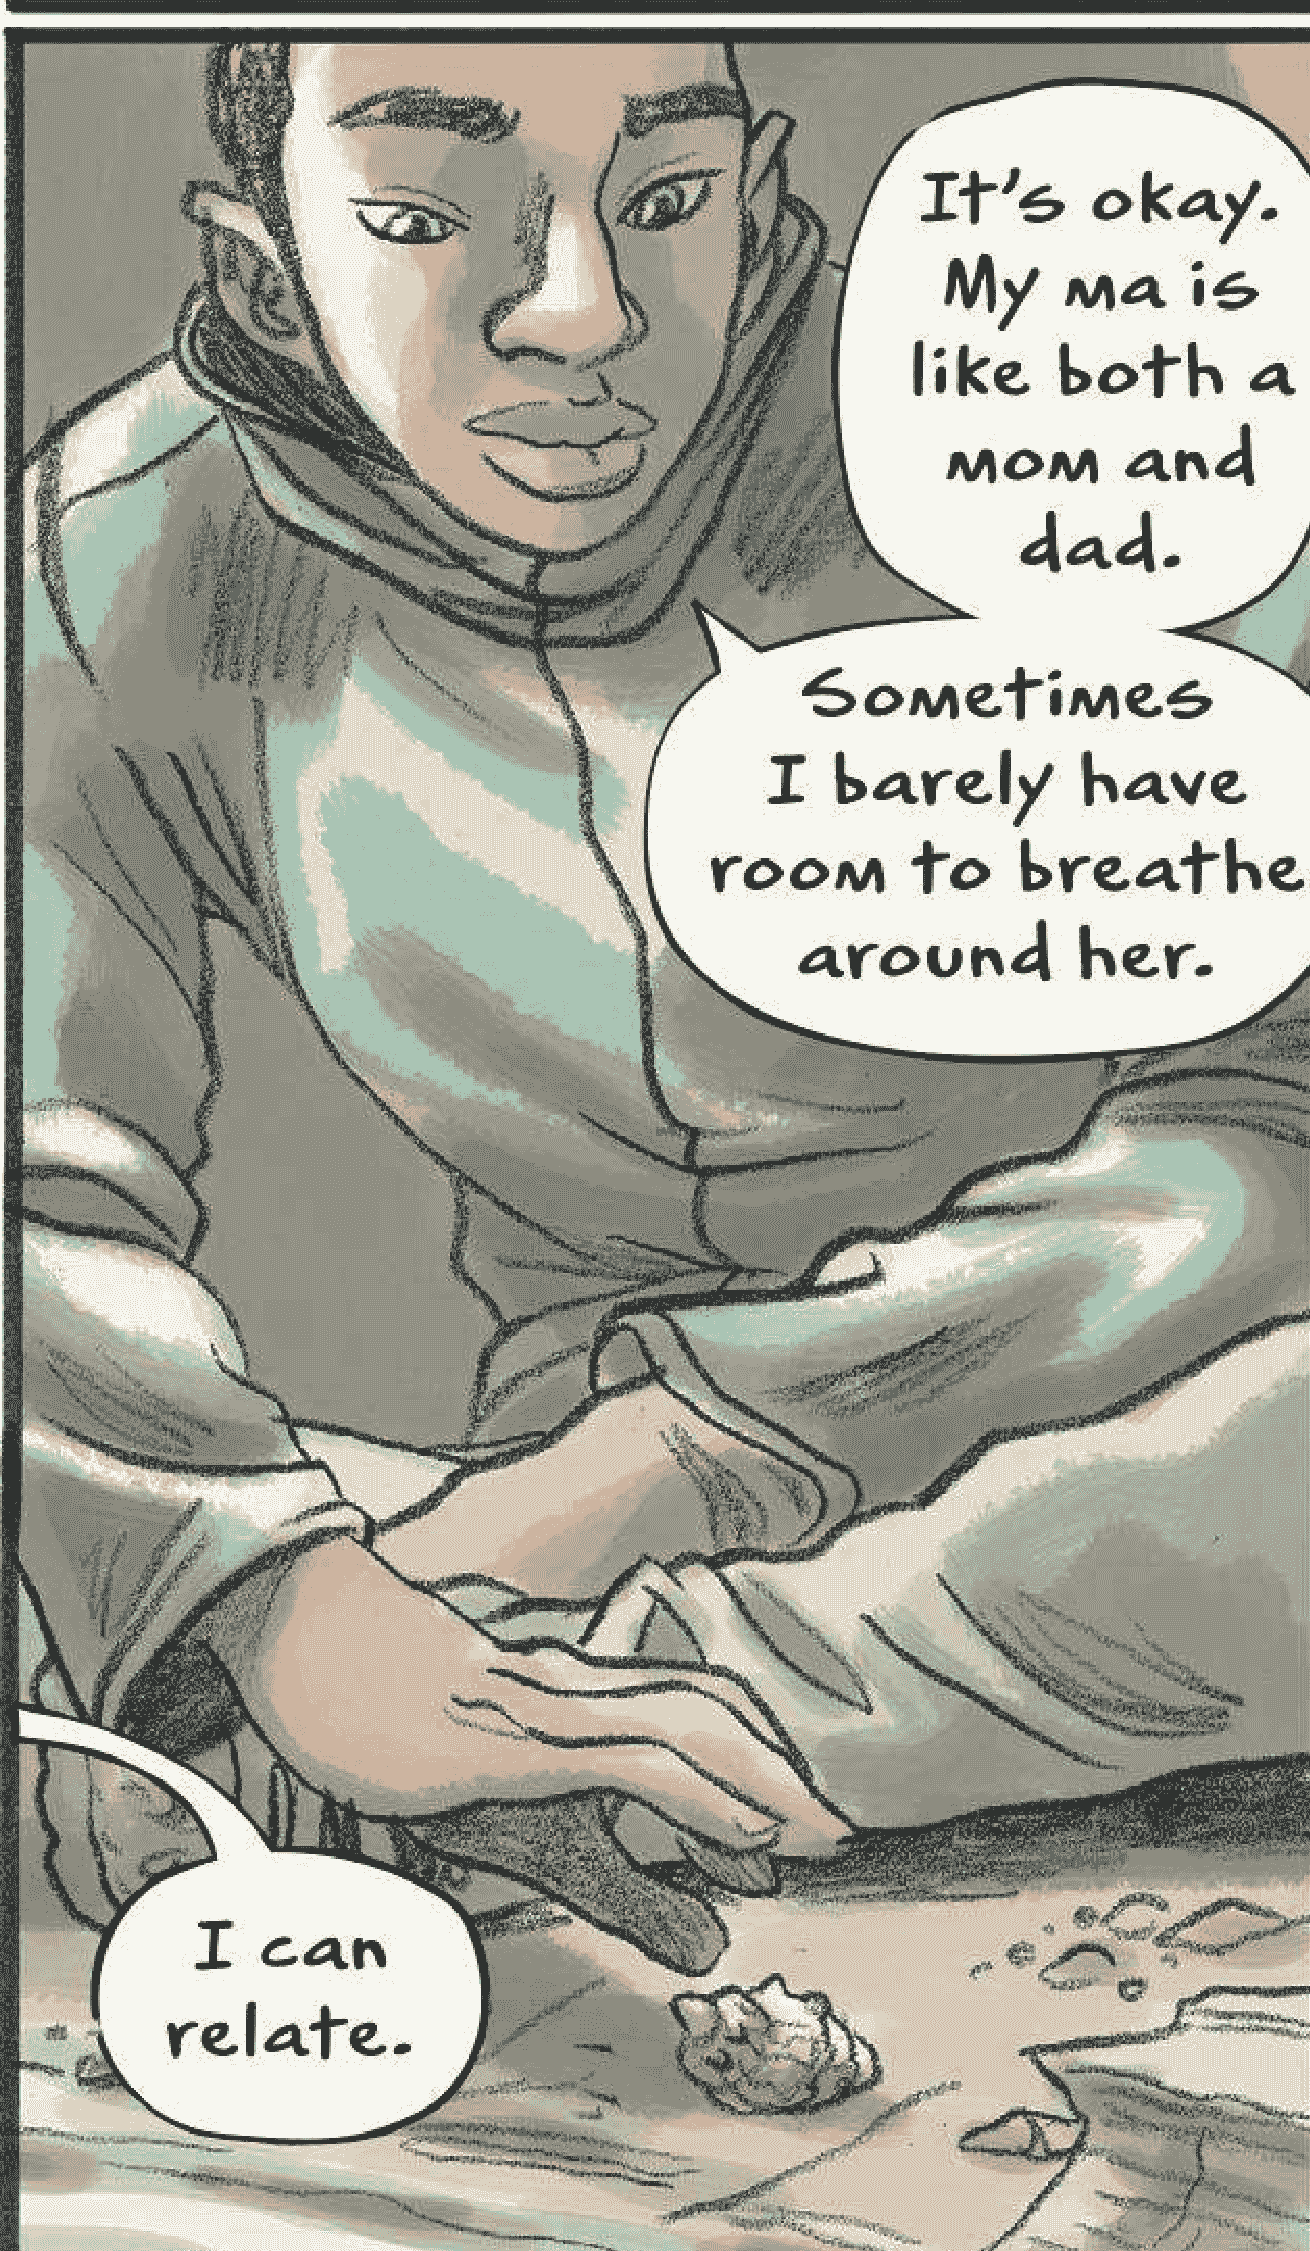 It's okay.
My ma is
like both a
mom and
dad.
Sometimes
I barely have
room to breathe
around her.
I can
relate.